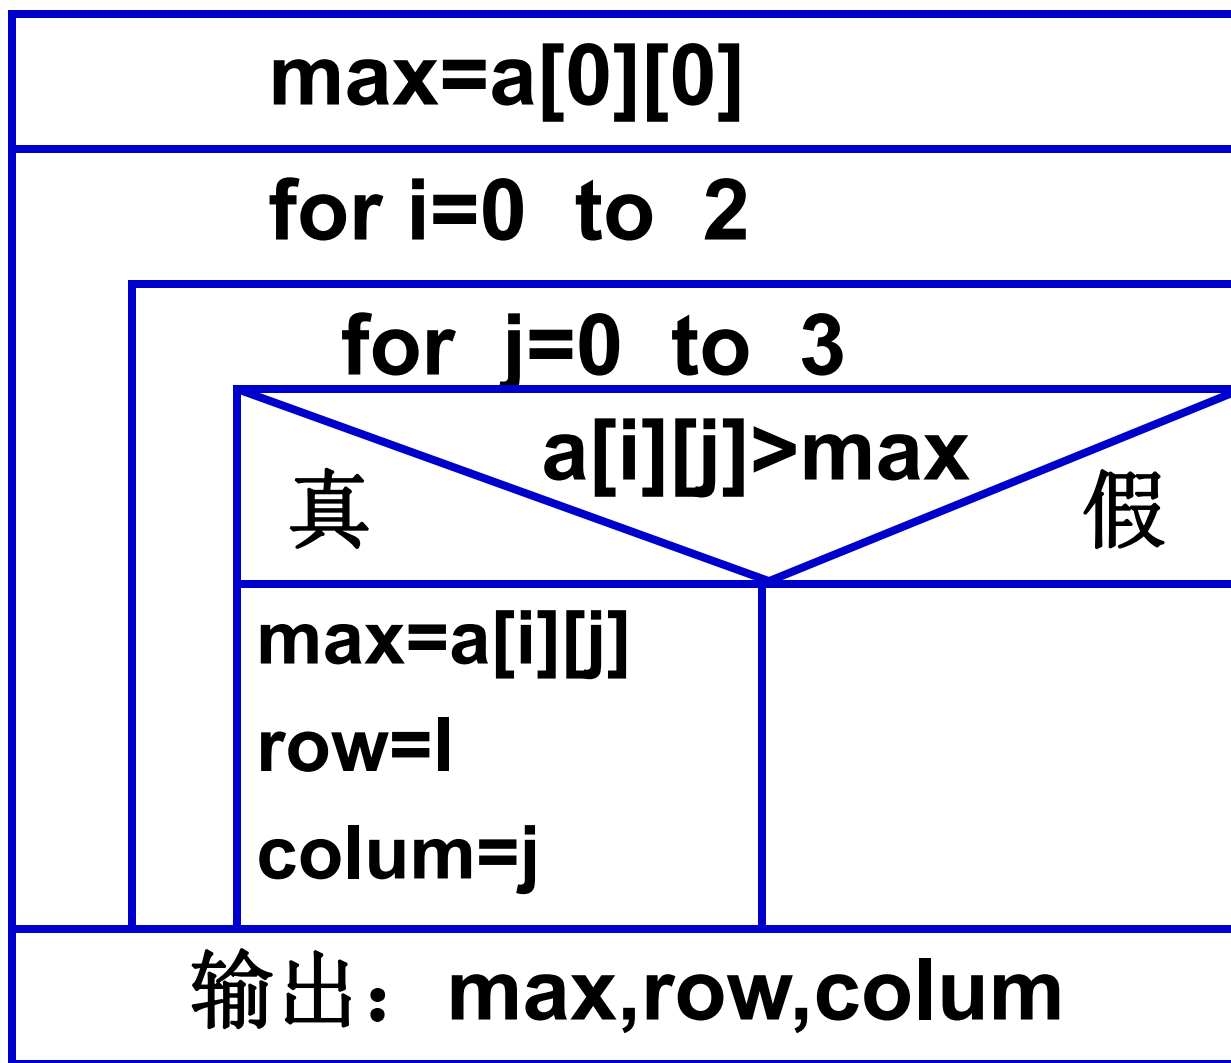 max=a[0][0]
for i=0 to 2
for j=0 to 3
a[i][j]>max
真
假
max=a[i][j]
row=I
colum=j
输出：max,row,colum